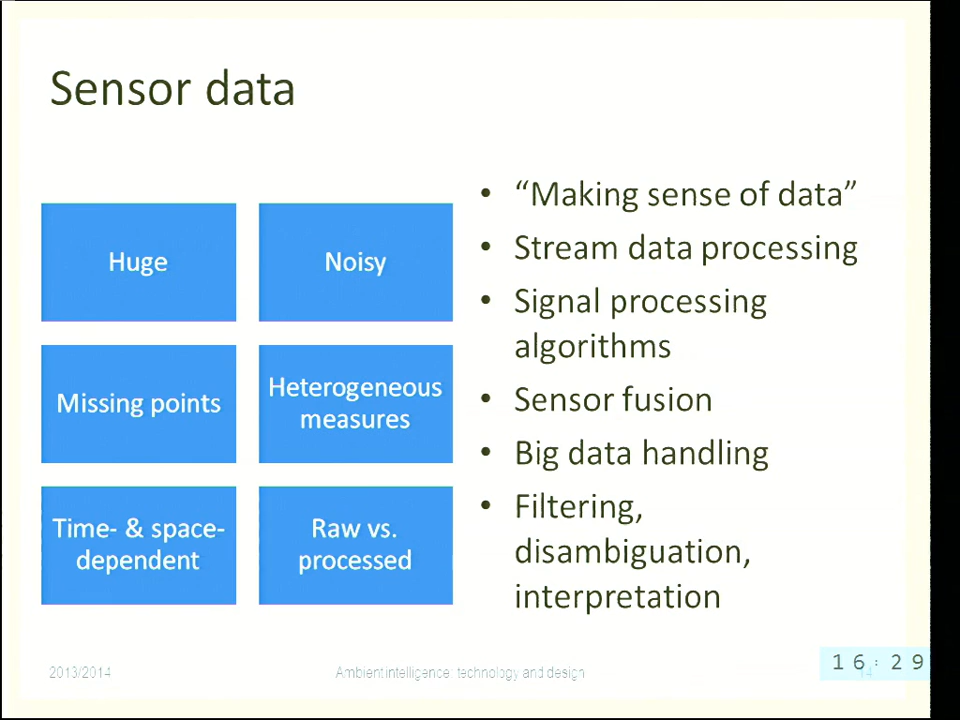 Sensor data
Huge
Noisy
Missing points
Heterogeneous
measures
Time- & space-
dependent
Raw vs.
processed
• “Making sense of data”
• Stream data processing
• Signal processing
algorithms
• Sensor fusion
• Big data handling
• Filtering,
disambiguation,
interpretation
2013/2014
Ambient intelligence: technology and design
14
16:29